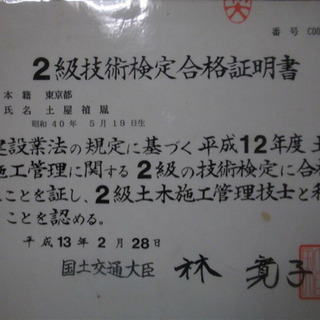 番号 C00
2級技術検定合格証明書
本籍 東京都
氏名 土屋 禎胤
昭和40年 5月19日生
建設業法の規定に基づく平成12年度土
施工管理に関する2級の技術検定に合
ことを証し、2級土木施工管理技士と
ことを認める。
平成13年2月28日
国土交通大臣 林 寛子